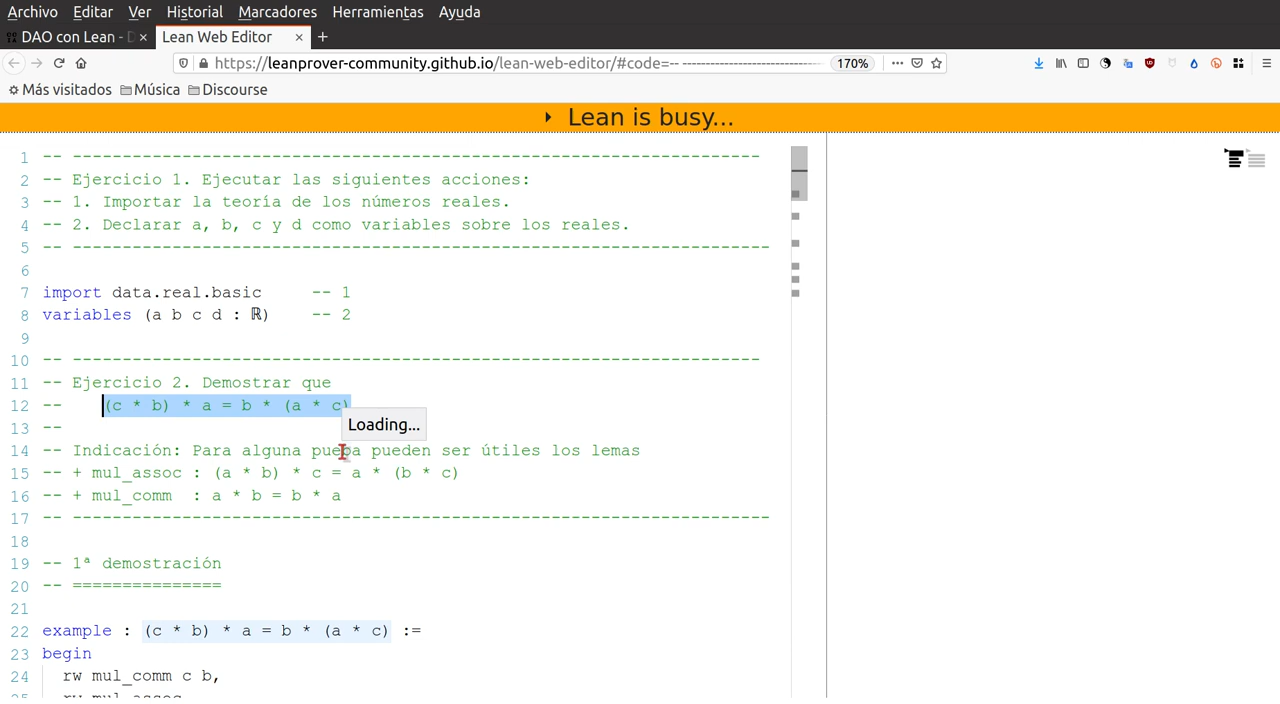 Archivo Editar Ver Historial Marcadores Herramientas Ayuda
DAO con Lean - D × Lean Web Editor × +
https://leanprover-community.github.io/lean-web-editor/#code=-- ------------------------------ 170%
Más visitados Música Discourse
Lean is busy...
1 -- ---------------------------------------------------------------------
2 -- Ejercicio 1. Ejecutar las siguientes acciones:
3 -- 1. Importar la teoría de los números reales.
4 -- 2. Declarar a, b, c y d como variables sobre los reales.
5 -- ----------------------------------------------------------------------
6
7 import data.real.basic -- 1
8 variables (a b c d : ℝ) -- 2
9
10 -- ---------------------------------------------------------------------
11 -- Ejercicio 2. Demostrar que
12 -- (c * b) * a = b * (a * c)
Loading...
13 --
14 -- Indicación: Para alguna pueba pueden ser útiles los lemas
15 -- + mul_assoc : (a * b) * c = a * (b * c)
16 -- + mul_comm : a * b = b * a
17 -- ----------------------------------------------------------------------
18
19 -- 1ª demostración
20 -- ===============
21
22 example : (c * b) * a = b * (a * c) :=
23 begin
24 rw mul_comm c b,
25 rw mul_assoc